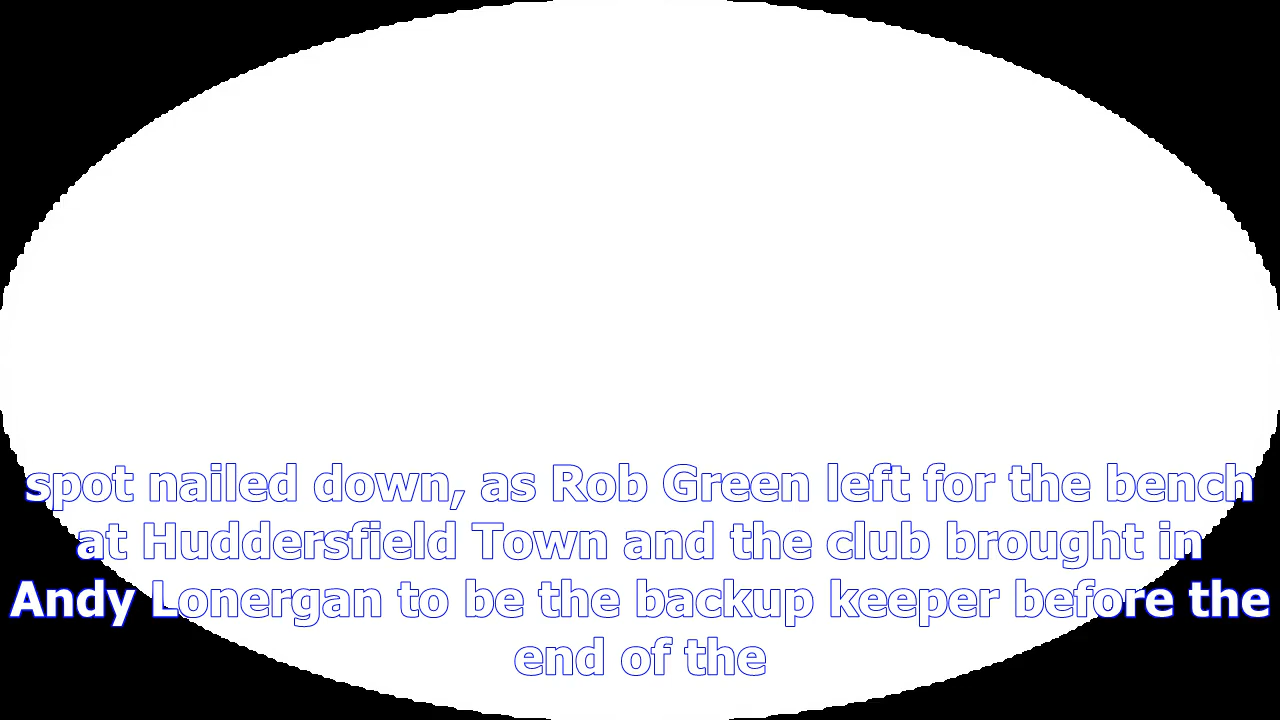 spot nailed down, as Rob Green left for the bench
at Huddersfield Town and the club brought in
Andy Lonergan to be the backup keeper before the
end of the